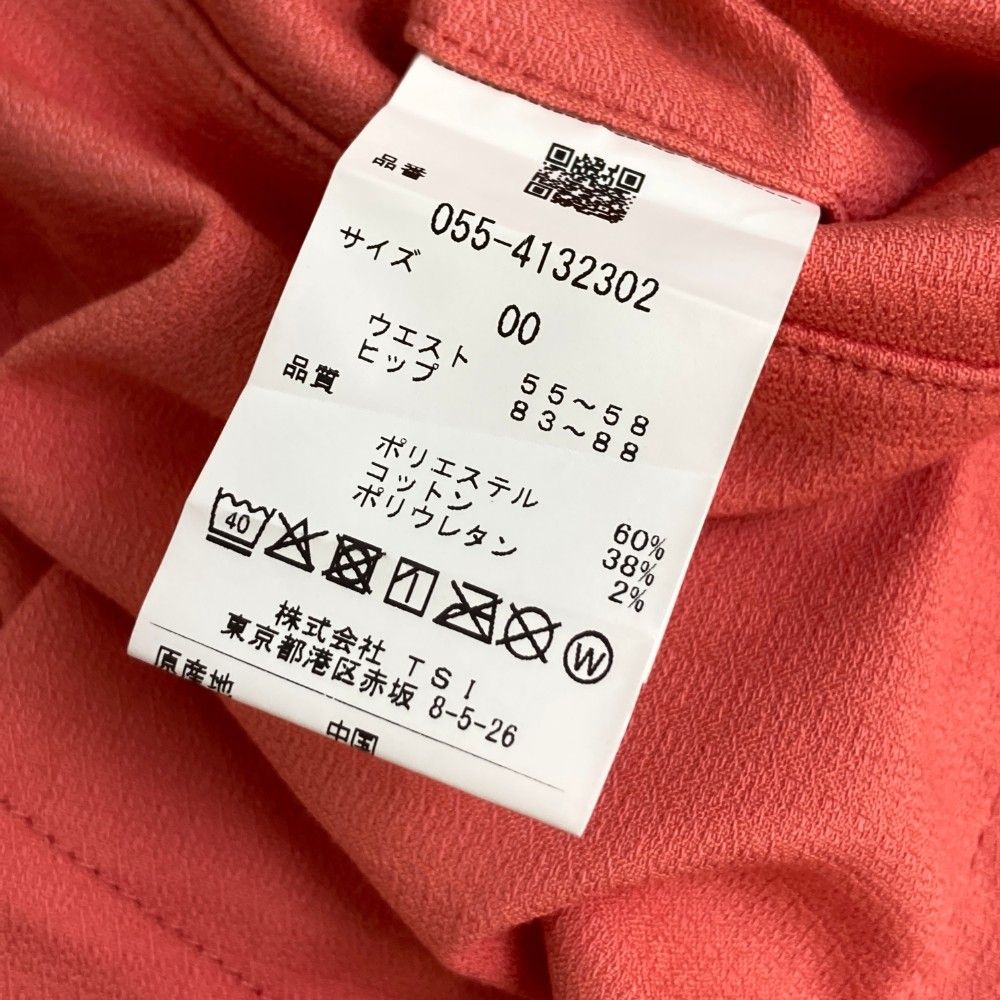 品番
055-4132302
サイズ
00
ウエスト 55～58
ヒップ 83～88
品質
ポリエステル 60%
コットン 38%
ポリウレタン 2%
40
1
W
株式会社 TSI
東京都港区赤坂 8-5-26
原産地
中国